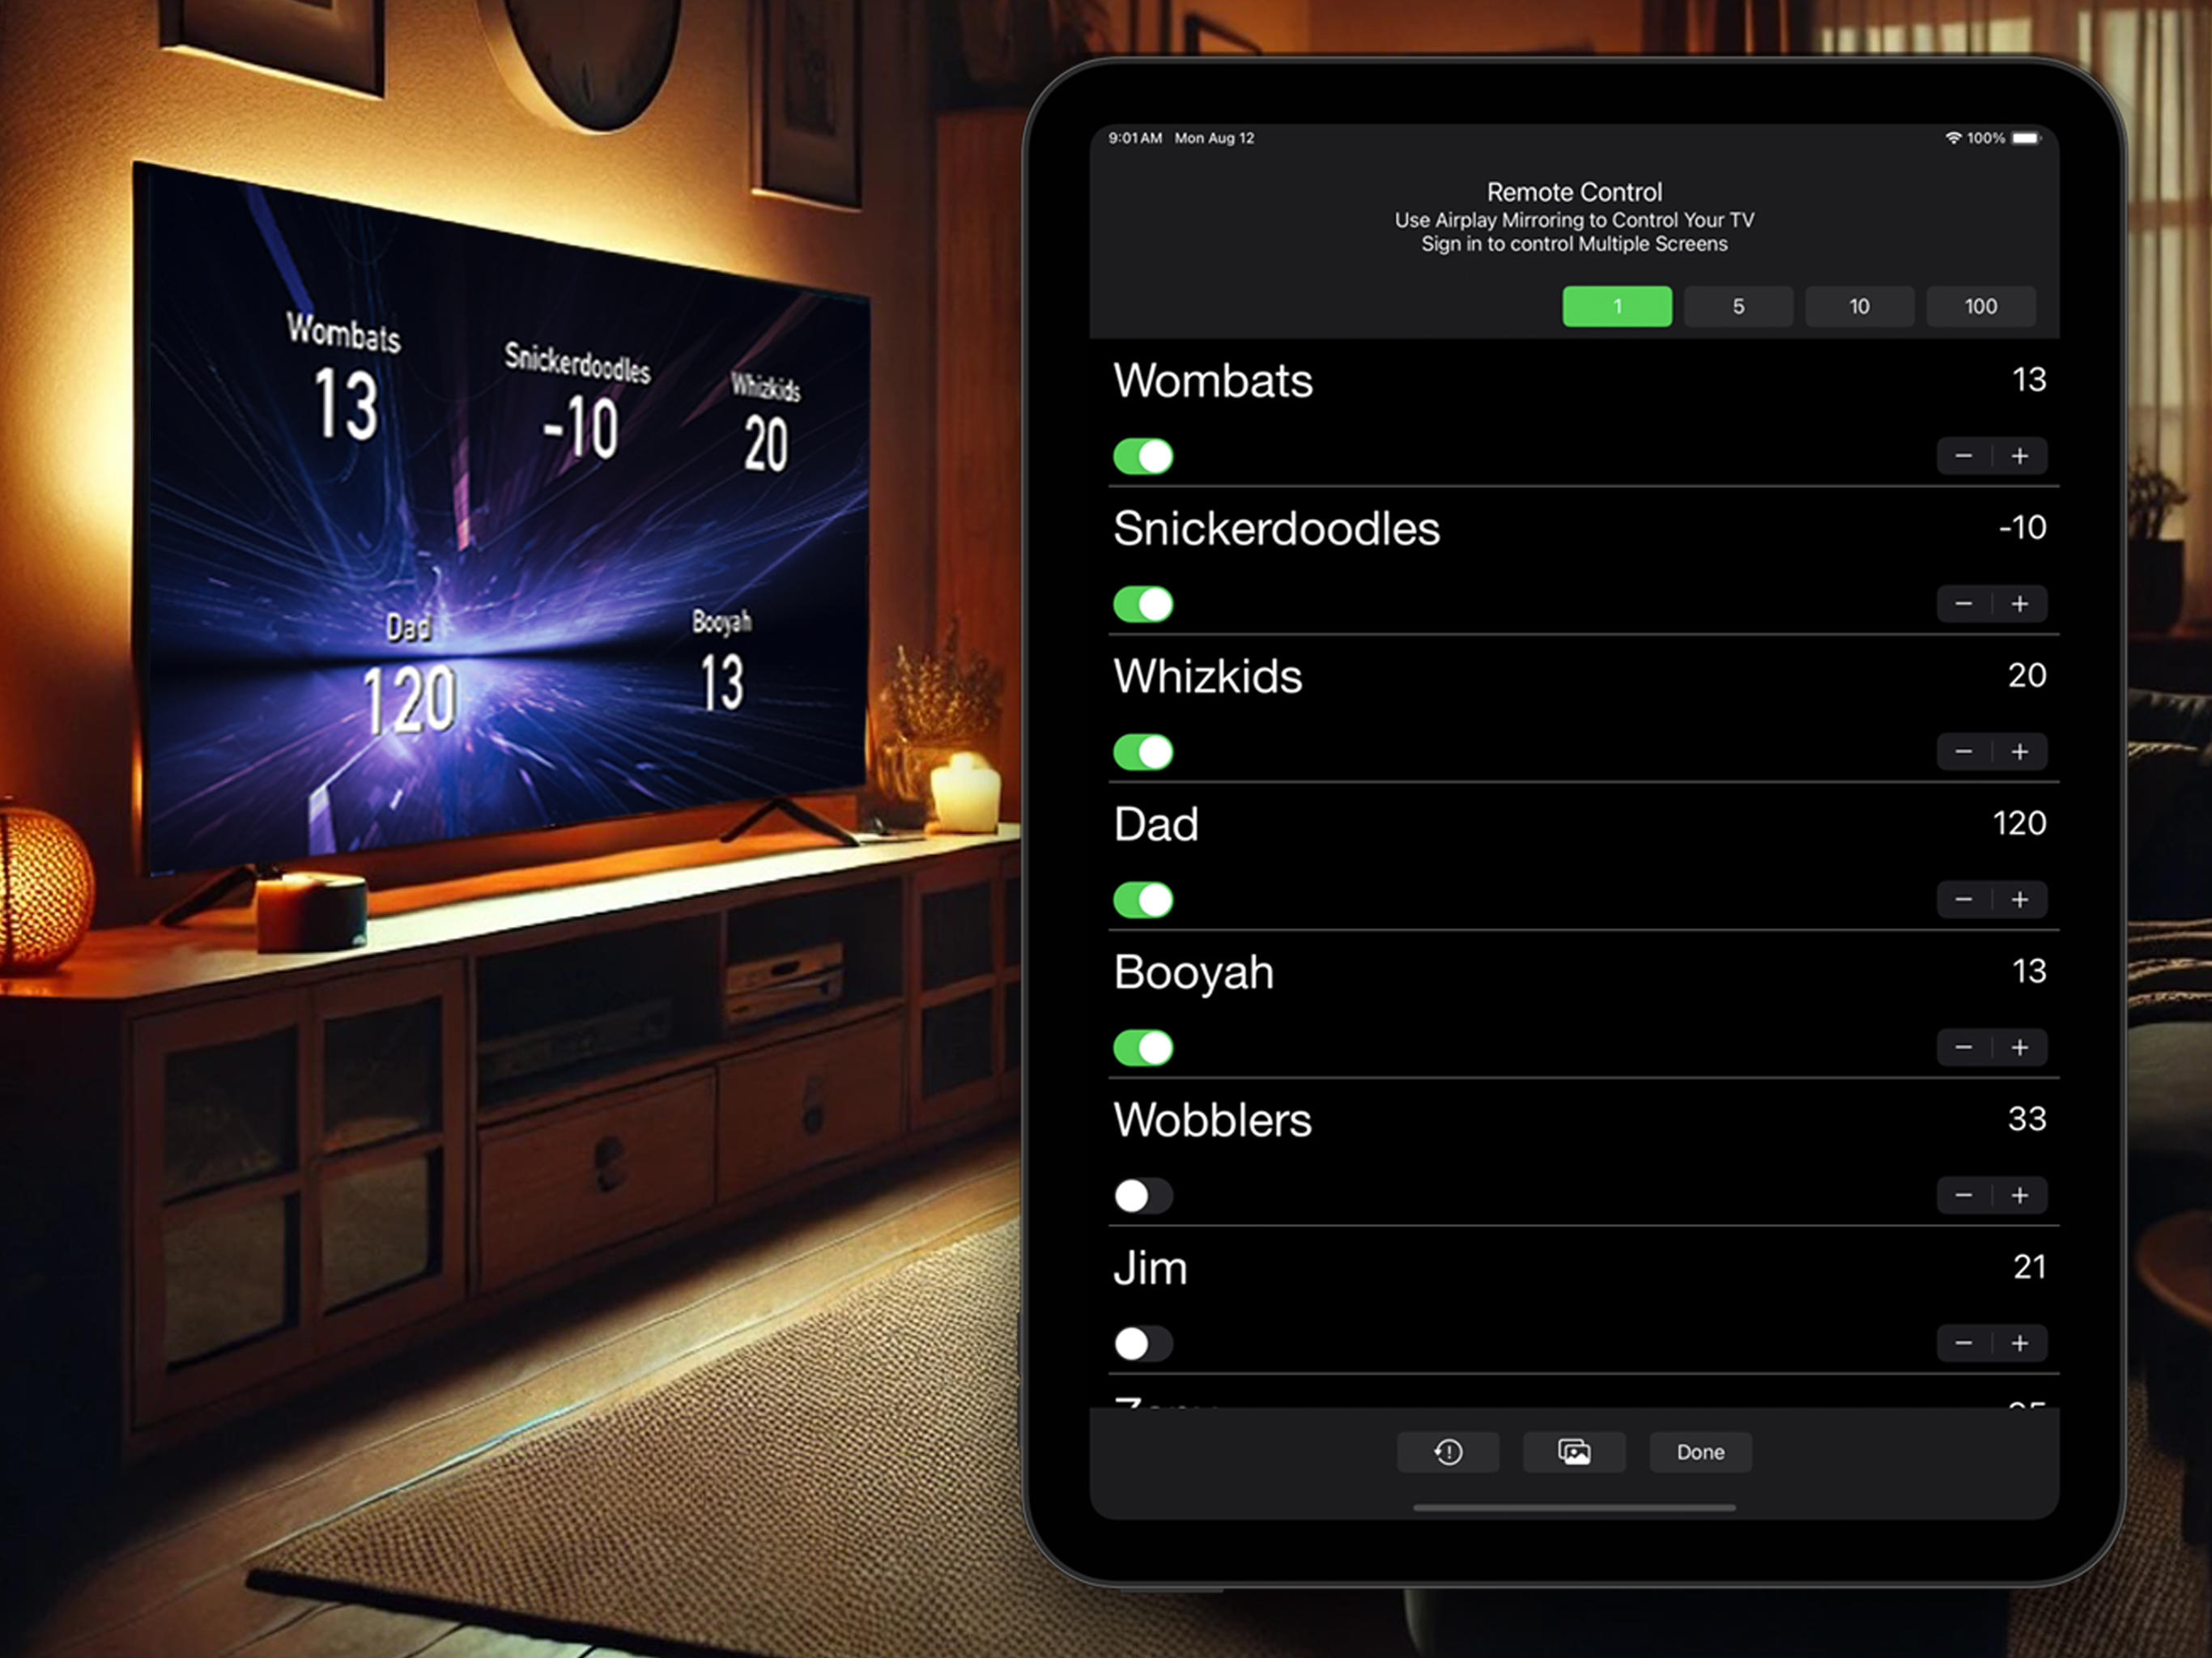 Wombats
13
Snickerdoodles
-10
Whizkids
20
Dad
120
Booyah
13
9:01 AM Mon Aug 12
100%
Remote Control
Use Airplay Mirroring to Control Your TV
Sign in to control Multiple Screens
1 5 10 100
Wombats 13
− +
Snickerdoodles -10
− +
Whizkids 20
− +
Dad 120
− +
Booyah 13
− +
Wobblers 33
− +
Jim 21
− +
Done